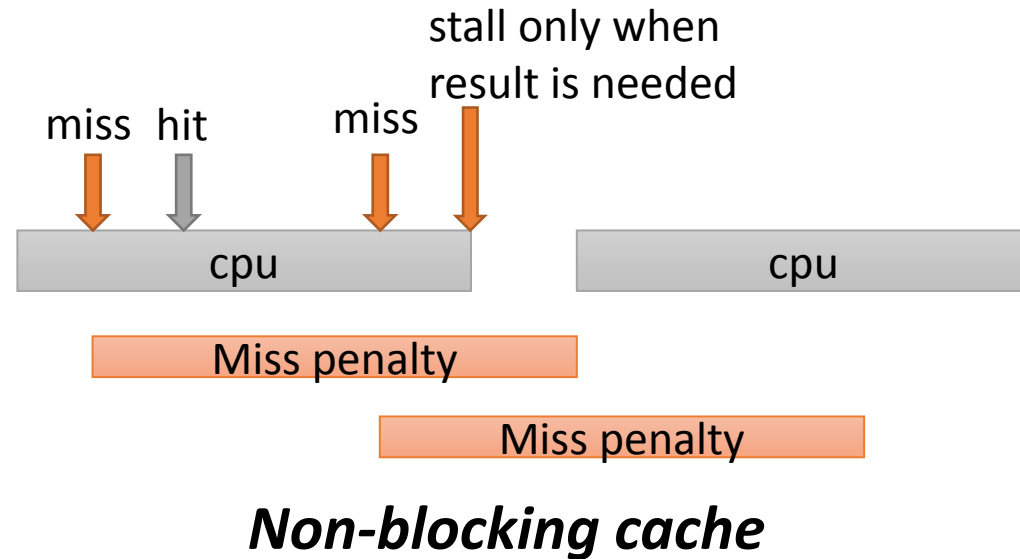 stall only when
result is needed
miss hit miss
cpu cpu
Miss penalty
Miss penalty
Non-blocking cache